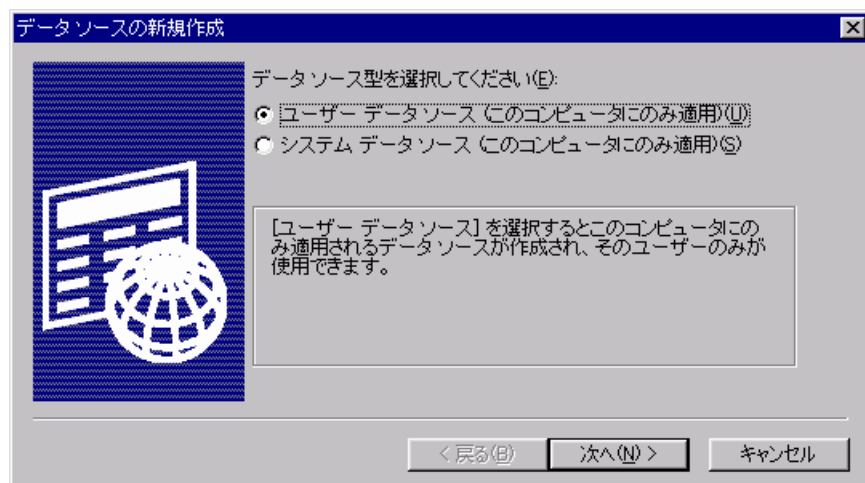 データ ソースの新規作成
データ ソース型を選択してください(E):
ユーザー データ ソース (このコンピュータにのみ適用)(U)
システム データ ソース (このコンピュータにのみ適用)(S)
[ユーザー データ ソース] を選択するとこのコンピュータにの
み適用されるデータ ソースが作成され、そのユーザーのみが
使用できます。
< 戻る(B)
次へ(N) >
キャンセル